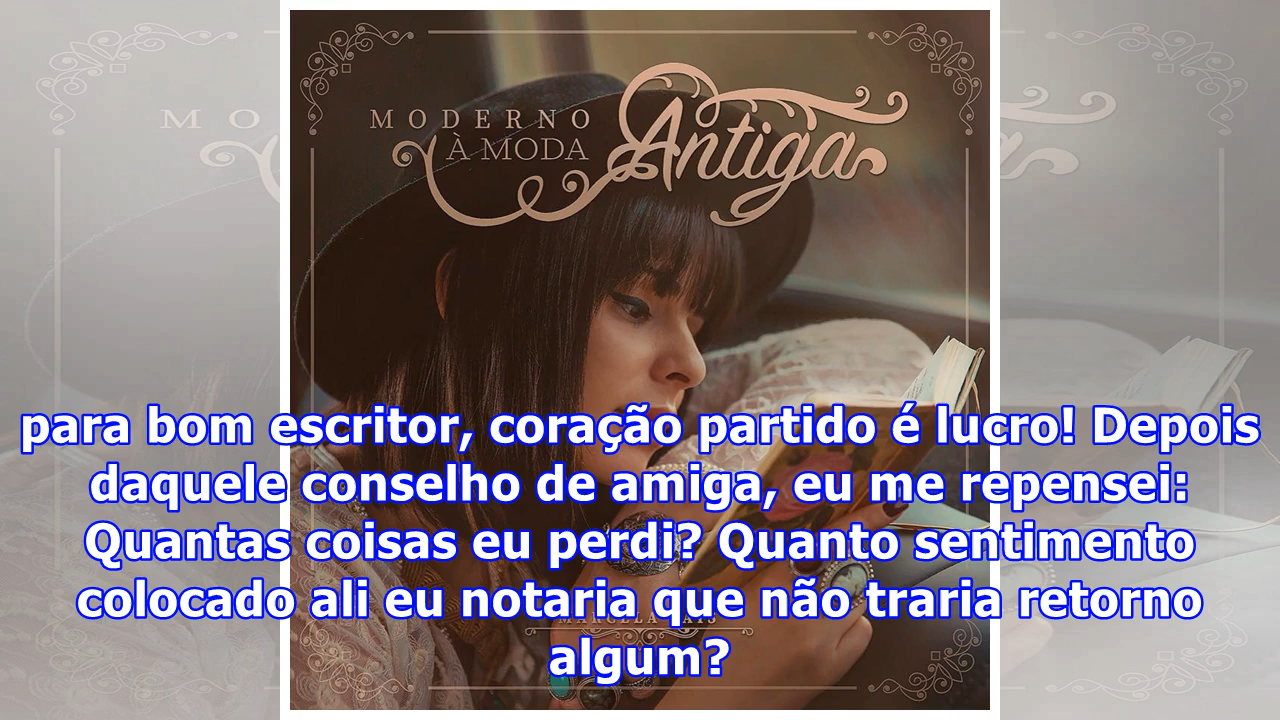 MODERNO
À MODA
Antiga
para bom escritor, coração partido é lucro! Depois
daquele conselho de amiga, eu me repensei:
Quantas coisas eu perdi? Quanto sentimento
colocado ali eu notaria que não traria retorno
algum?